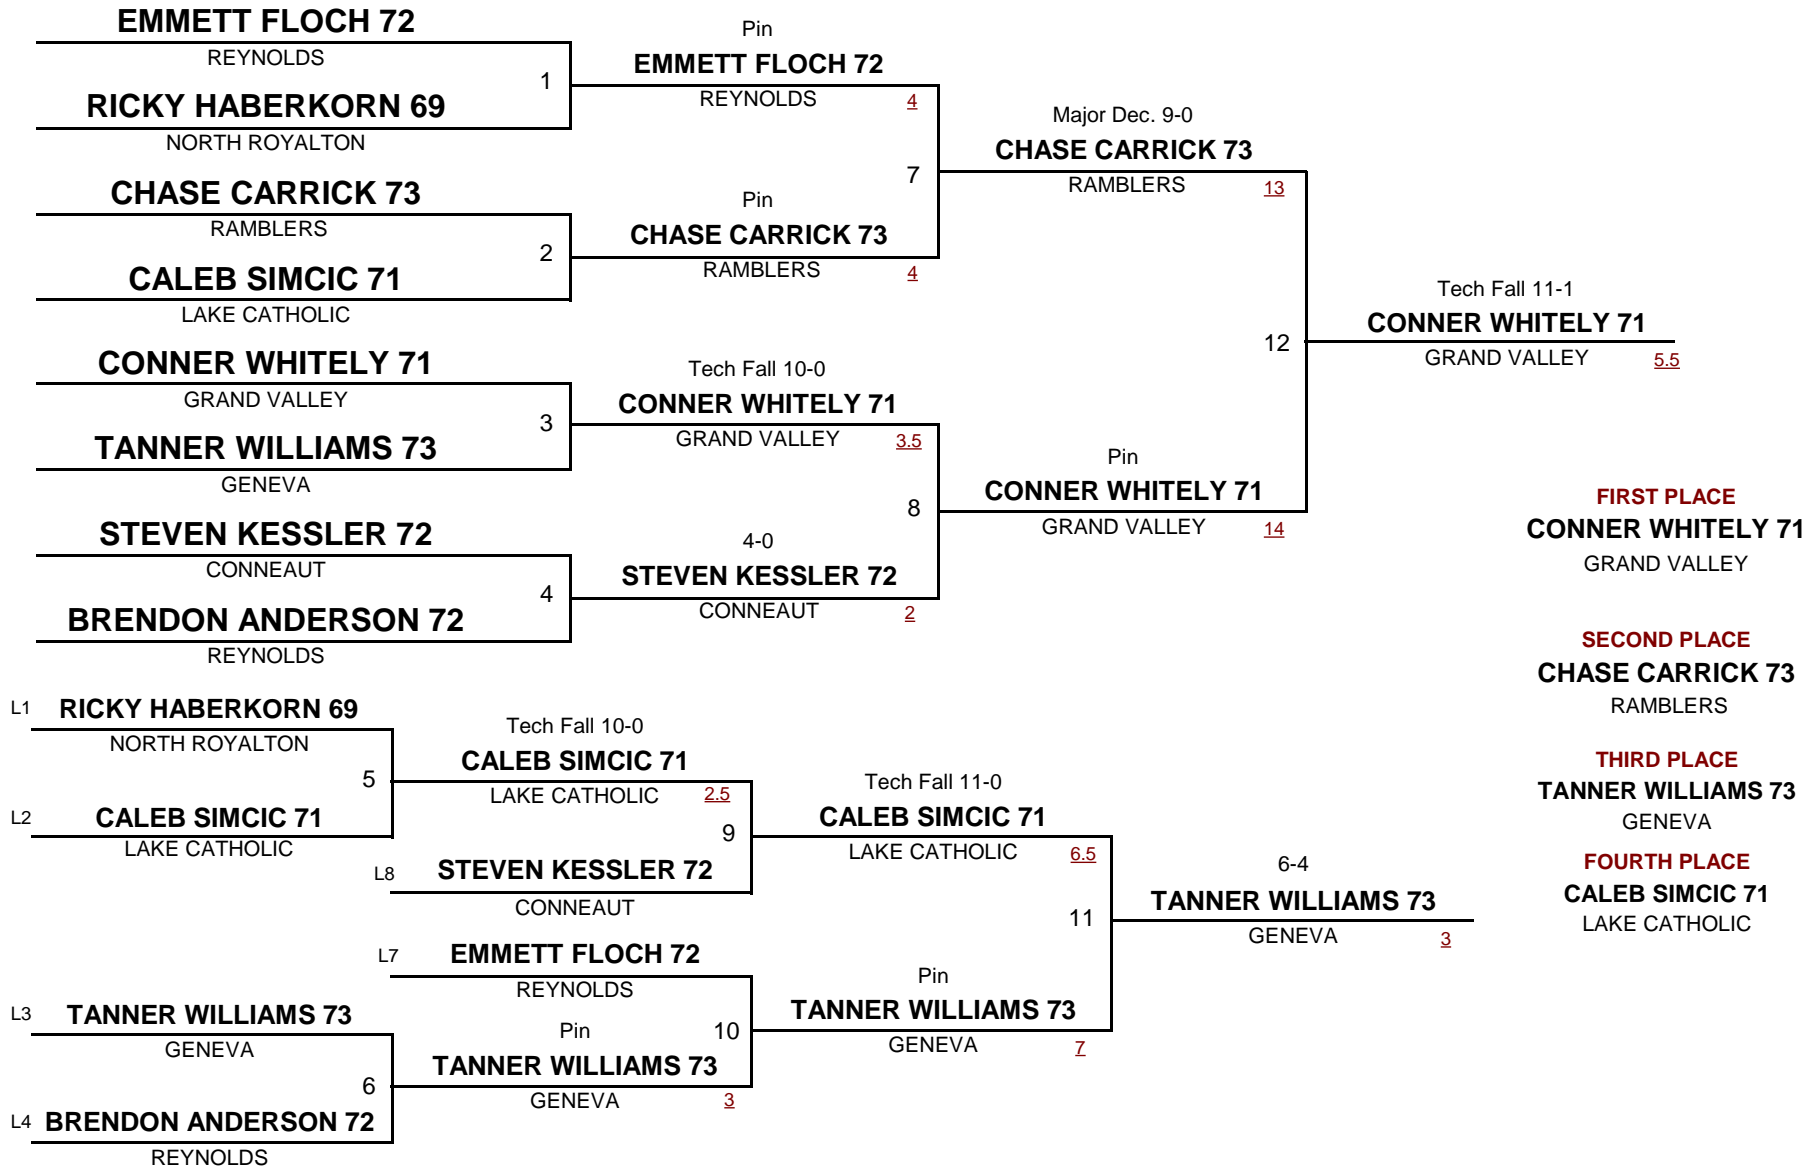 EMMETT FLOCH 72
REYNOLDS
1
RICKY HABERKORN 69
NORTH ROYALTON
CHASE CARRICK 73
RAMBLERS
2
CALEB SIMCIC 71
LAKE CATHOLIC
CONNER WHITELY 71
GRAND VALLEY
3
TANNER WILLIAMS 73
GENEVA
STEVEN KESSLER 72
CONNEAUT
4
BRENDON ANDERSON 72
REYNOLDS
Pin
EMMETT FLOCH 72
REYNOLDS 4
7
Pin
CHASE CARRICK 73
RAMBLERS 4
Tech Fall 10-0
CONNER WHITELY 71
GRAND VALLEY 3.5
8
4-0
STEVEN KESSLER 72
CONNEAUT 2
Major Dec. 9-0
CHASE CARRICK 73
RAMBLERS 13
12
Pin
CONNER WHITELY 71
GRAND VALLEY 14
Tech Fall 11-1
CONNER WHITELY 71
GRAND VALLEY 5.5
L1 RICKY HABERKORN 69
NORTH ROYALTON
5
L2 CALEB SIMCIC 71
LAKE CATHOLIC
L3 TANNER WILLIAMS 73
GENEVA
6
L4 BRENDON ANDERSON 72
REYNOLDS
Tech Fall 10-0
CALEB SIMCIC 71
LAKE CATHOLIC 2.5
9
L8 STEVEN KESSLER 72
CONNEAUT
L7 EMMETT FLOCH 72
REYNOLDS
Pin 10
TANNER WILLIAMS 73
GENEVA 3
Tech Fall 11-0
CALEB SIMCIC 71
LAKE CATHOLIC 6.5
11
Pin
TANNER WILLIAMS 73
GENEVA 7
6-4
TANNER WILLIAMS 73
GENEVA 3
FIRST PLACE
CONNER WHITELY 71
GRAND VALLEY
SECOND PLACE
CHASE CARRICK 73
RAMBLERS
THIRD PLACE
TANNER WILLIAMS 73
GENEVA
FOURTH PLACE
CALEB SIMCIC 71
LAKE CATHOLIC